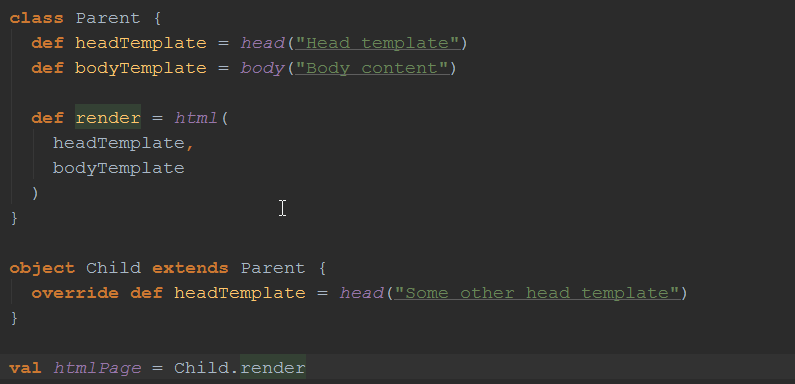 class Parent {
  def headTemplate = head("Head template")
  def bodyTemplate = body("Body content")
  def render = html(
    headTemplate,
    bodyTemplate
  )
}
object Child extends Parent {
  override def headTemplate = head("Some other head template")
}
val htmlPage = Child.render